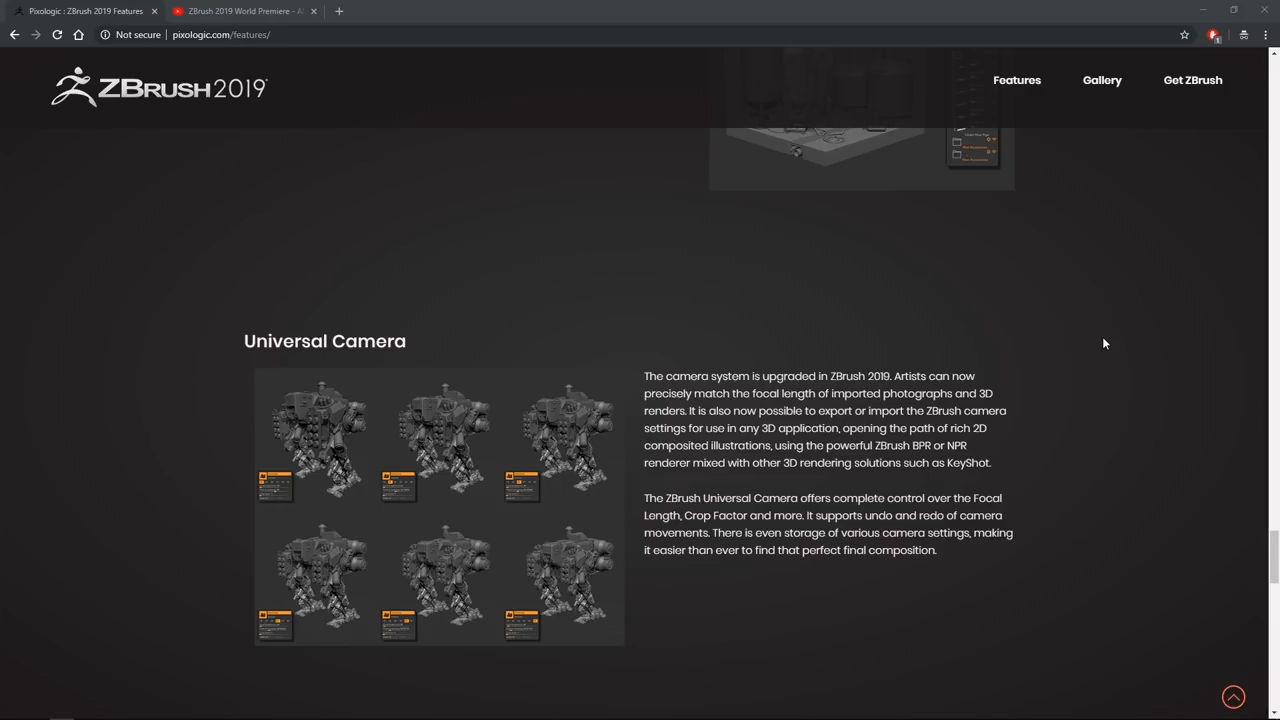 Pixologic : ZBrush 2019 Features
ZBrush 2019 World Premiere - A
Not secure
pixologic.com/features/
1
ZBRUSH 2019
Features
Gallery
Get ZBrush
Universal Camera
The camera system is upgraded in ZBrush 2019. Artists can now
precisely match the focal length of imported photographs and 3D
renders. It is also now possible to export or import the ZBrush camera
settings for use in any 3D application, opening the path of rich 2D
composited illustrations, using the powerful ZBrush BPR or NPR
renderer mixed with other 3D rendering solutions such as KeyShot.
The ZBrush Universal Camera offers complete control over the Focal
Length, Crop Factor and more. It supports undo and redo of camera
movements. There is even storage of various camera settings, making
it easier than ever to find that perfect final composition.